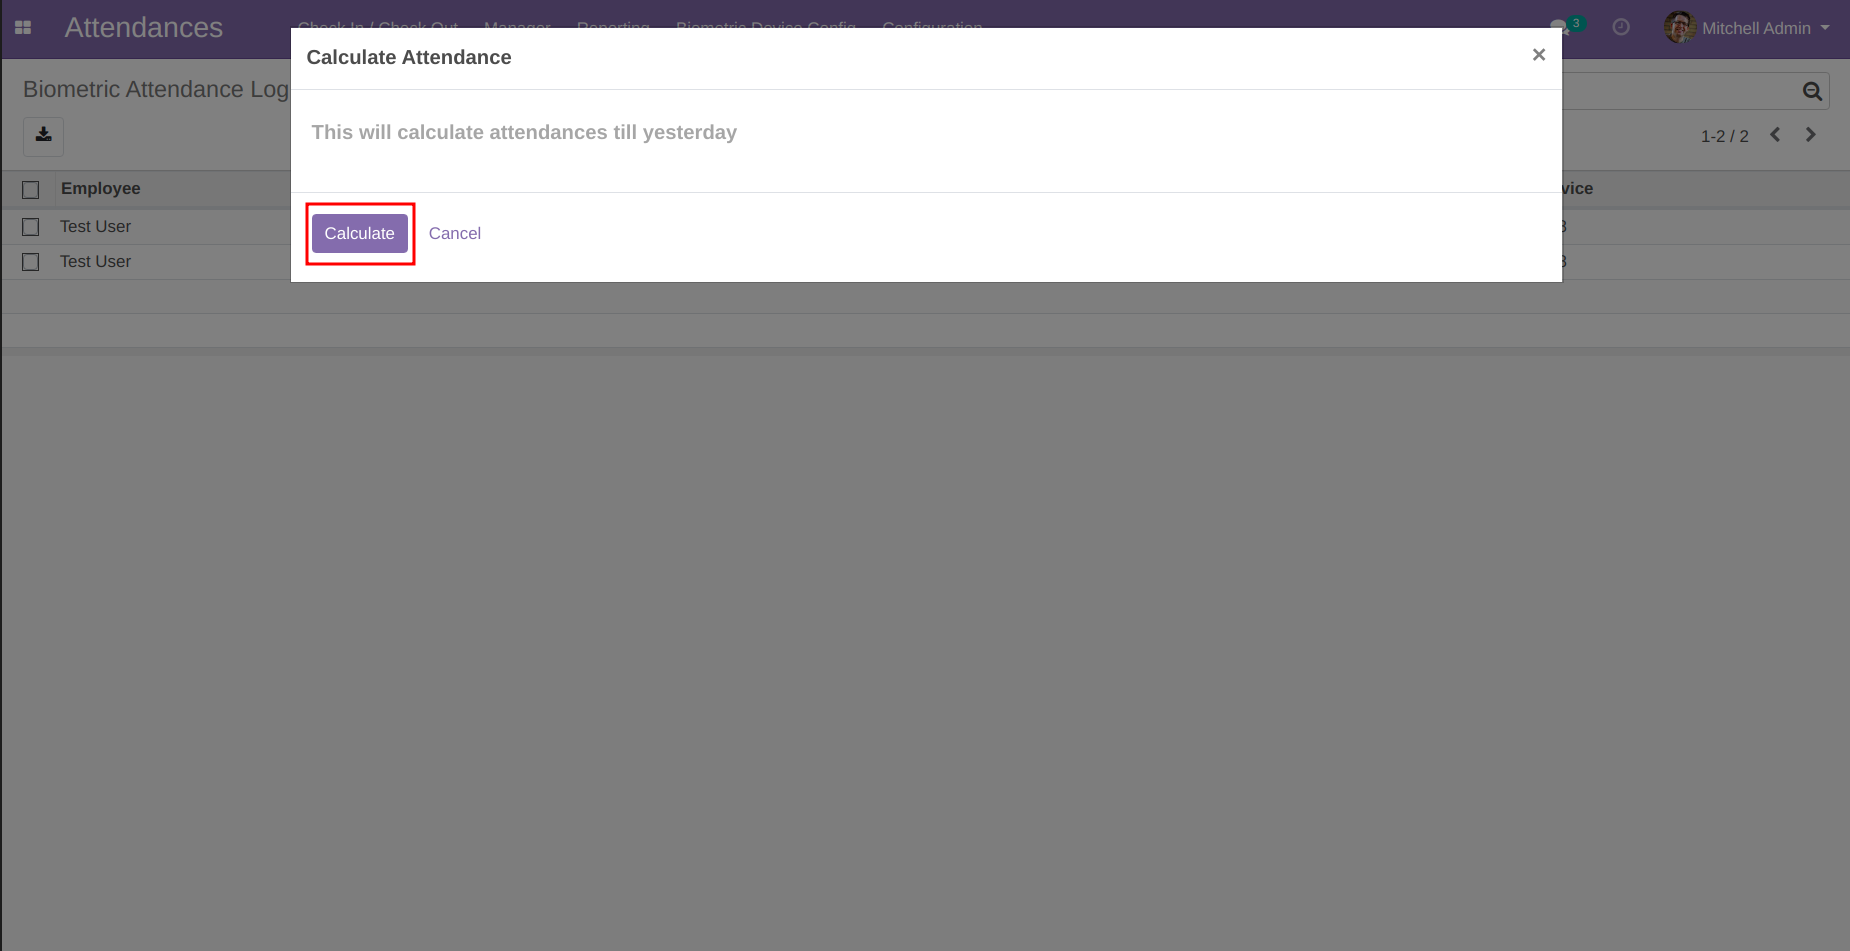 Attendances
Check In / Check Out Manager Reporting Biometric Device Config Configuration
3
Mitchell Admin
Calculate Attendance
×
Biometric Attendance Log
This will calculate attendances till yesterday
1-2 / 2
Employee
Test User
Test User
Calculate Cancel